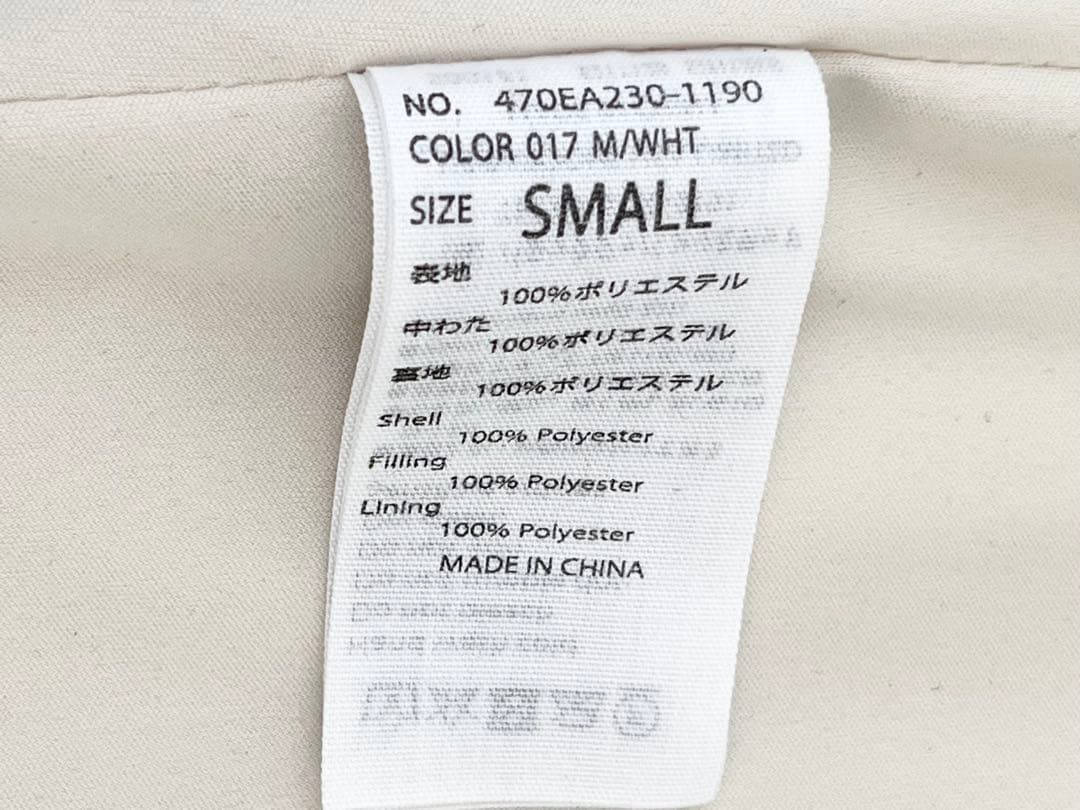 NO. 470EA230-1190
COLOR 017 M/WHT
SIZE SMALL
表地
100%ポリエステル
中わた
100%ポリエステル
裏地
100%ポリエステル
Shell
100% Polyester
Filling
100% Polyester
Lining
100% Polyester
MADE IN CHINA